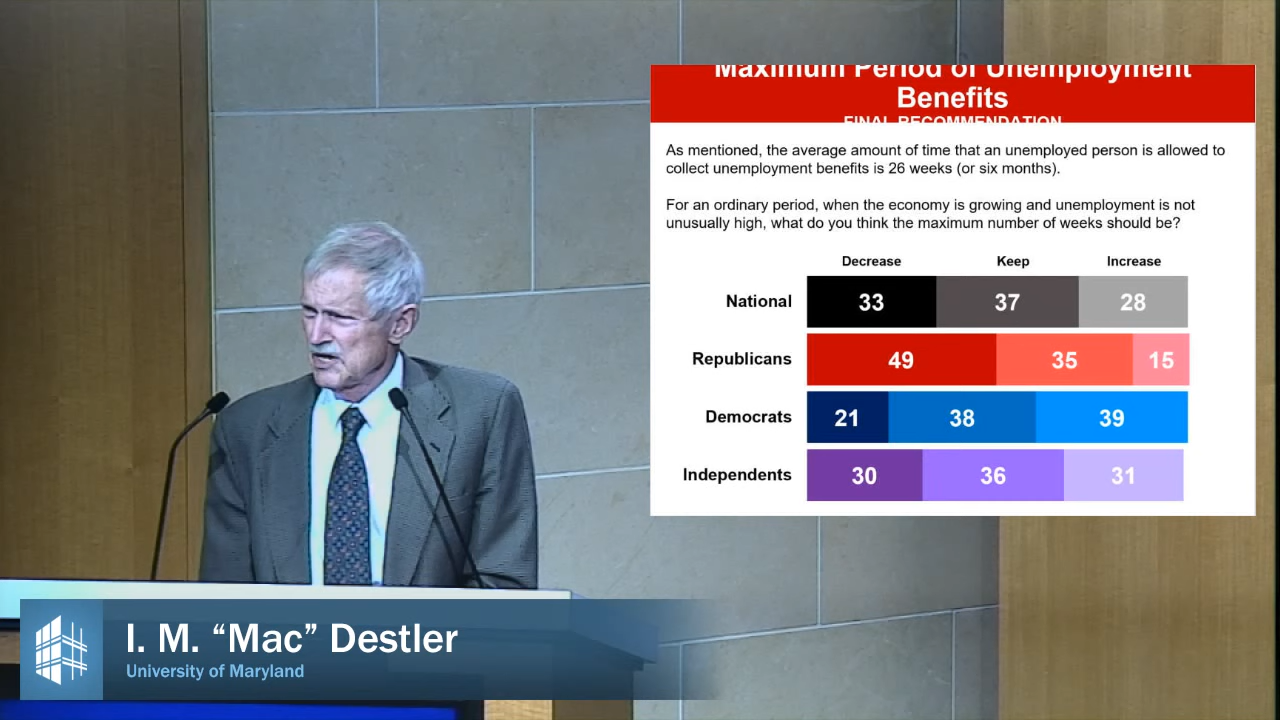 Maximum Period of Unemployment
Benefits
FINAL RECOMMENDATION
As mentioned, the average amount of time that an unemployed person is allowed to
collect unemployment benefits is 26 weeks (or six months).
For an ordinary period, when the economy is growing and unemployment is not
unusually high, what do you think the maximum number of weeks should be?
Decrease Keep Increase
National 33 37 28
Republicans 49 35 15
Democrats 21 38 39
Independents 30 36 31
I. M. “Mac” Destler
University of Maryland